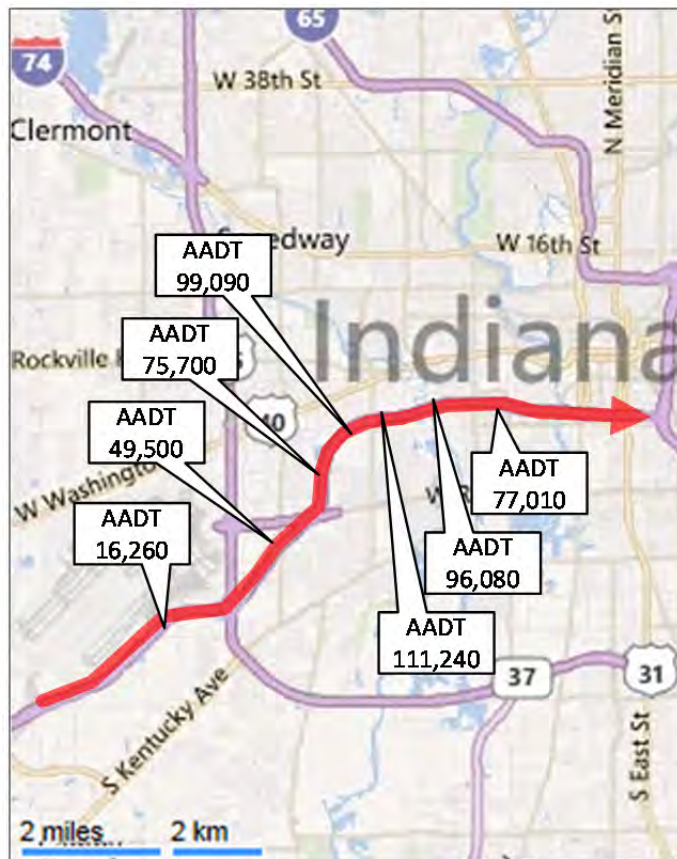 65
74
W 38th St
N Meridian St
Clermont
Speedway
W 16th St
AADT
99,090
Indiana
AADT
75,700
Rockville
40
AADT
49,500
W Washington
AADT
77,010
AADT
16,260
AADT
96,080
AADT
111,240
37
31
S Kentucky Ave
S East St
2 miles
2 km